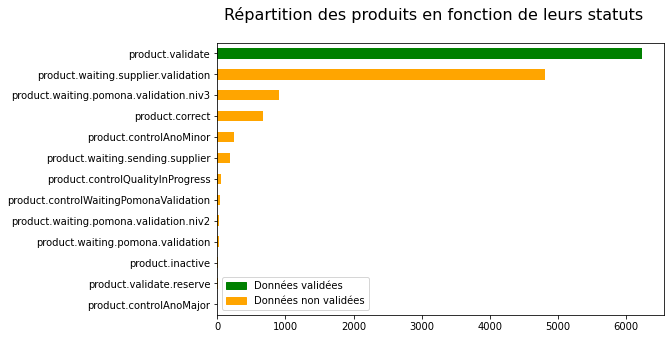 Répartition des produits en fonction de leurs statuts
product.validate
product.waiting.supplier.validation
product.waiting.pomona.validation.niv3
product.correct
product.controlAnoMinor
product.waiting.sending.supplier
product.controlQualityInProgress
product.controlWaitingPomonaValidation
product.waiting.pomona.validation.niv2
product.waiting.pomona.validation
product.inactive
product.validate.reserve
product.controlAnoMajor
Données validées
Données non validées
0 1000 2000 3000 4000 5000 6000